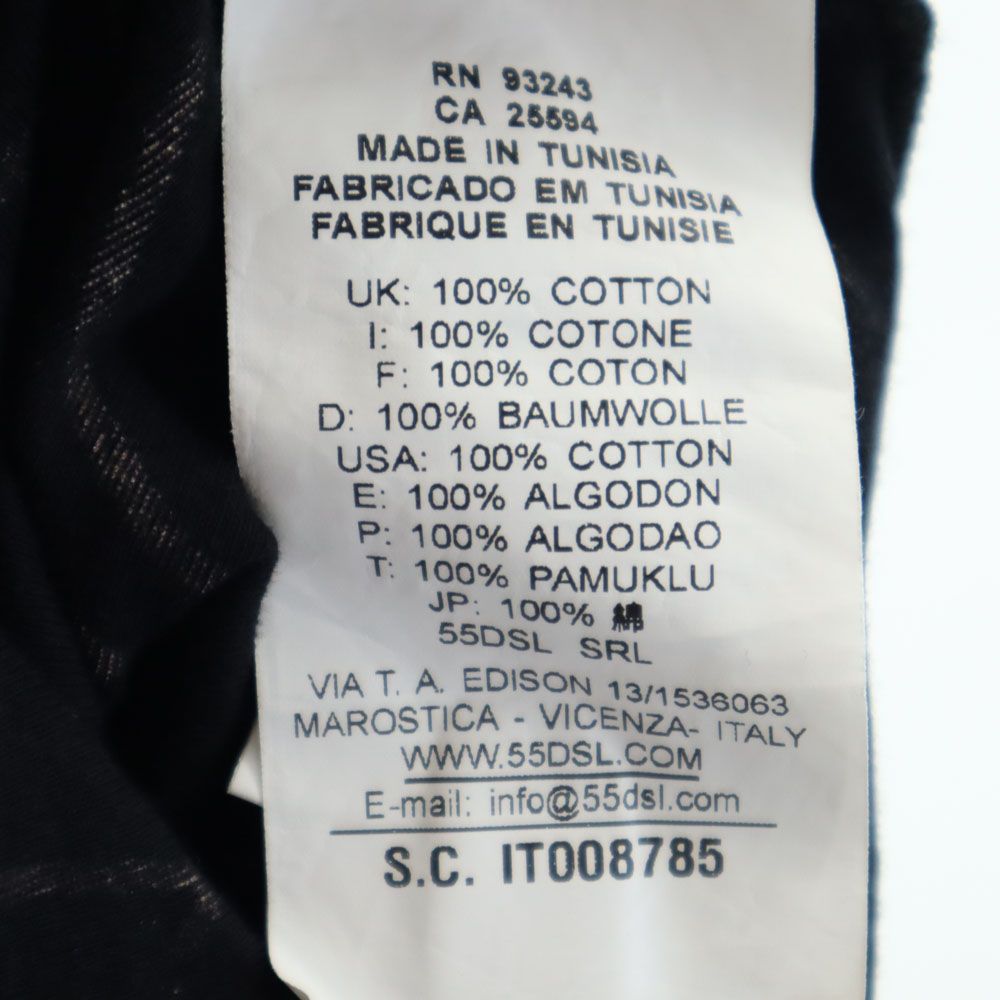 RN 93243
CA 25594
MADE IN TUNISIA
FABRICADO EM TUNISIA
FABRIQUE EN TUNISIE
UK: 100% COTTON
I: 100% COTONE
F: 100% COTON
D: 100% BAUMWOLLE
USA: 100% COTTON
E: 100% ALGODON
P: 100% ALGODAO
T: 100% PAMUKLU
JP: 100% 綿
55DSL SRL
VIA T. A. EDISON 13/1536063
MAROSTICA - VICENZA- ITALY
WWW.55DSL.COM
E-mail: info@55dsl.com
S.C. IT008785